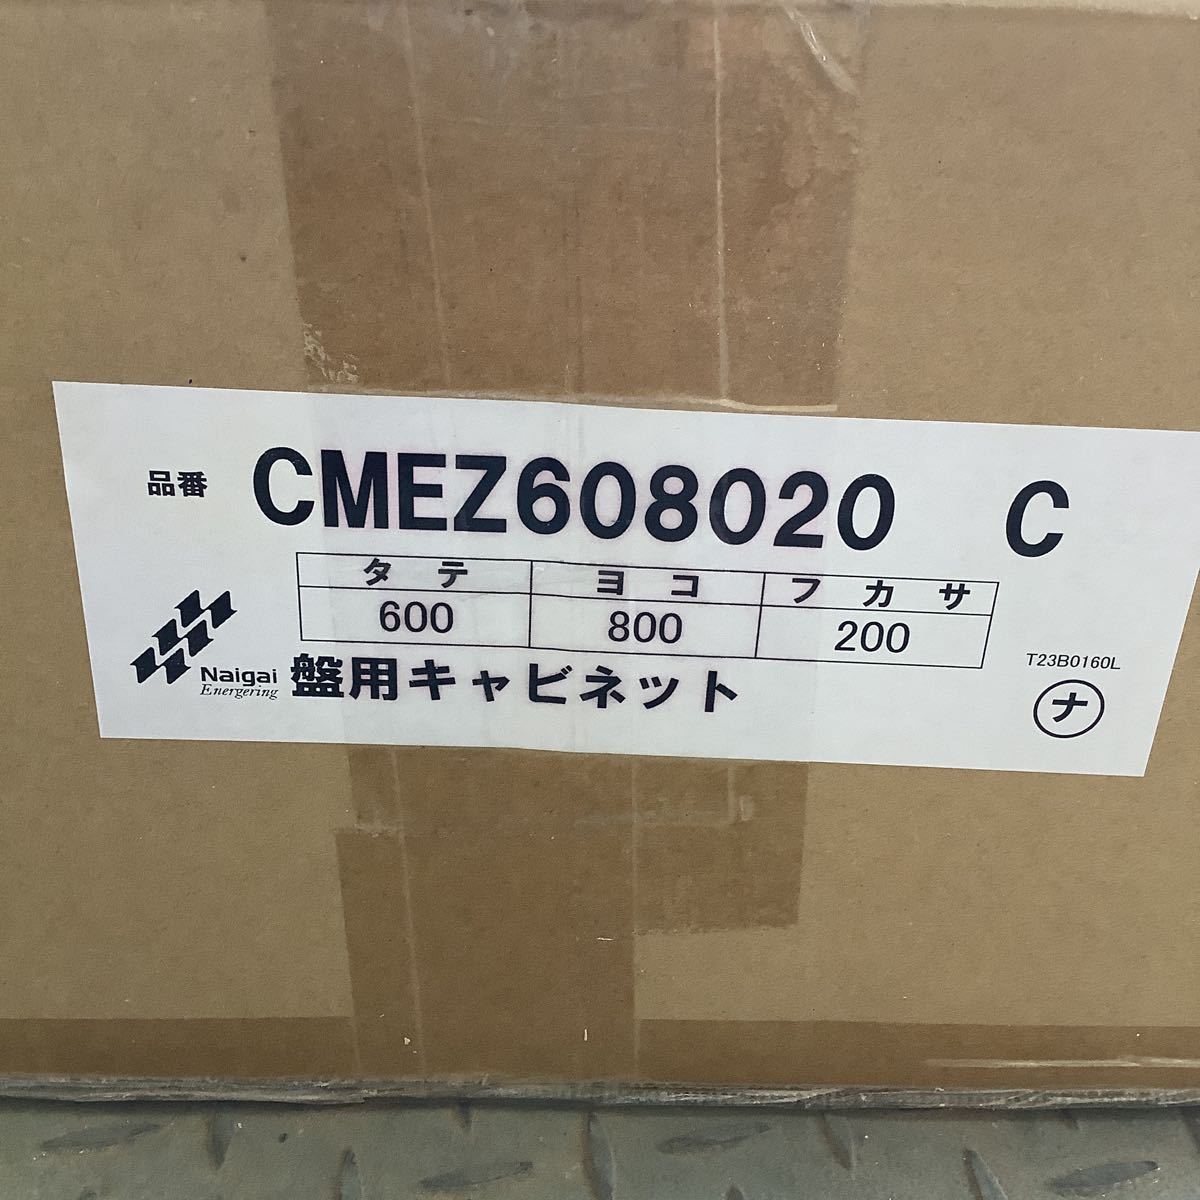 品番 CMEZ608020 C
タテ ヨコ フカサ
600 800 200
T23B0160L
Naigai
Energering
盤用キャビネット
ナ